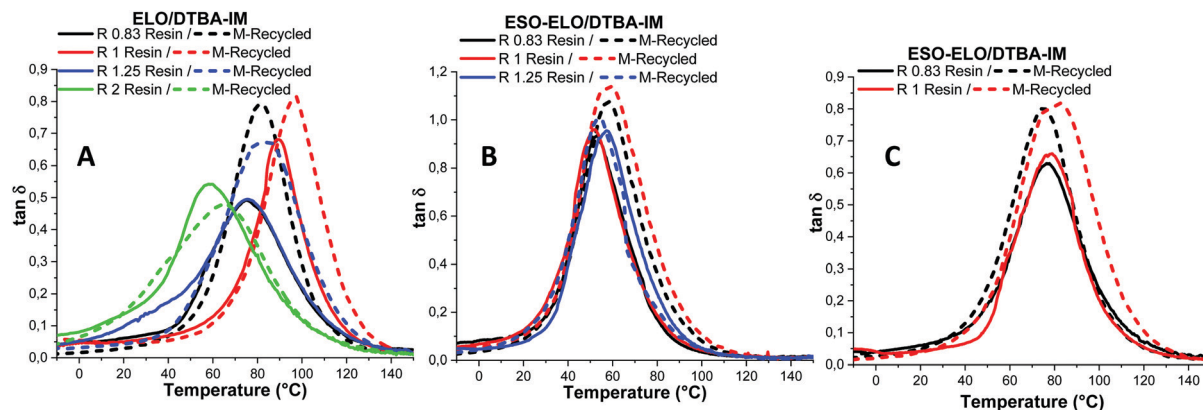 ELO/DTBA-IM
R 0.83 Resin / M-Recycled
R 1 Resin / M-Recycled
R 1.25 Resin / M-Recycled
R 2 Resin / M-Recycled
A
tan δ
0,9
0,8
0,7
0,6
0,5
0,4
0,3
0,2
0,1
0,0
0 20 40 60 80 100 120 140
Temperature (°C)
ESO-ELO/DTBA-IM
R 0.83 Resin / M-Recycled
R 1 Resin / M-Recycled
R 1.25 Resin / M-Recycled
B
tan δ
1,2
1,0
0,8
0,6
0,4
0,2
0,0
0 20 40 60 80 100 120 140
Temperature (°C)
ESO-ELO/DTBA-IM
R 0.83 Resin / M-Recycled
R 1 Resin / M-Recycled
C
tan δ
0,9
0,8
0,7
0,6
0,5
0,4
0,3
0,2
0,1
0,0
0 20 40 60 80 100 120 140
Temperature (°C)